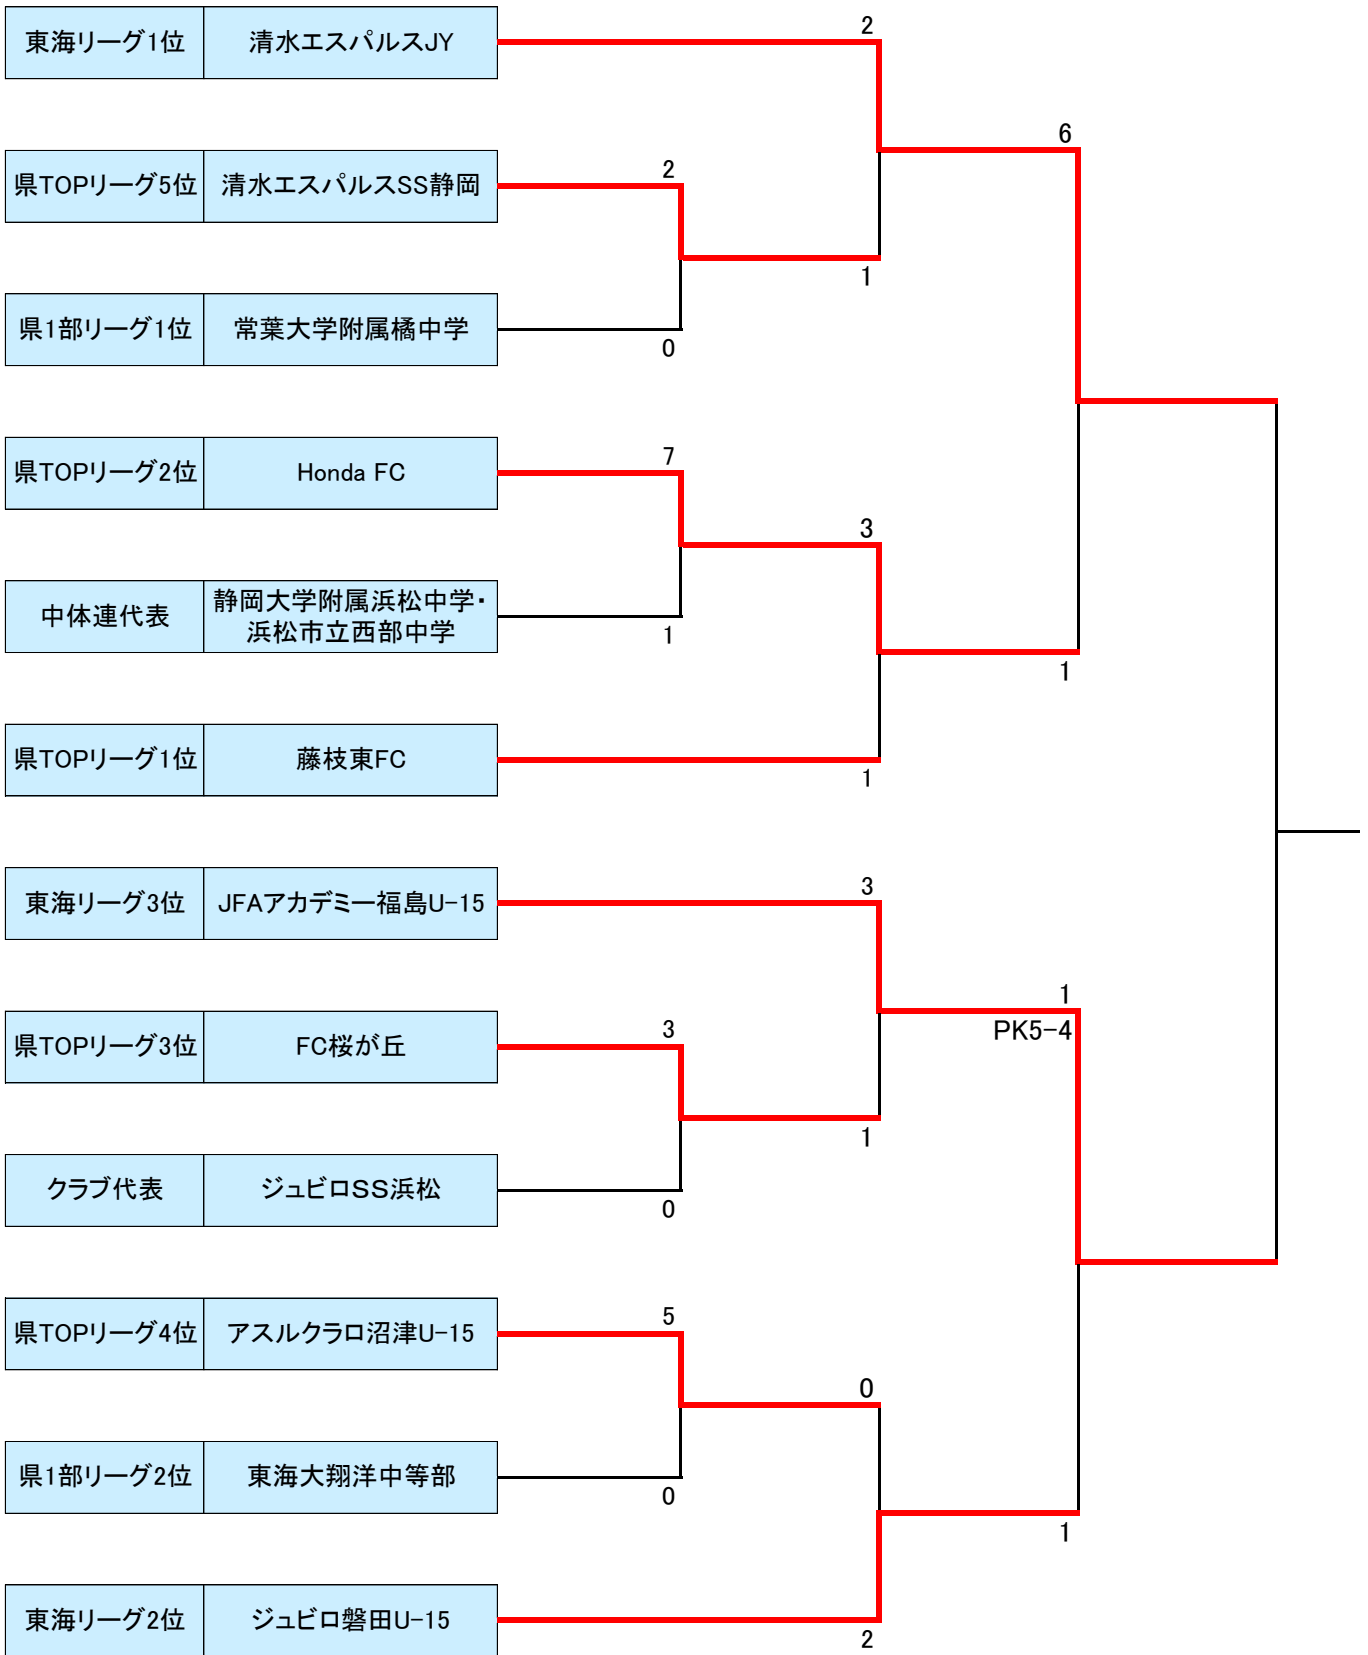 東海リーグ1位 清水エスパルスJY
2
6
県TOPリーグ5位 清水エスパルスSS静岡
2
1
県1部リーグ1位 常葉大学附属橘中学
0
県TOPリーグ2位 Honda FC
7
3
中体連代表 静岡大学附属浜松中学・
浜松市立西部中学
1
1
県TOPリーグ1位 藤枝東FC
1
東海リーグ3位 JFAアカデミー福島U-15
3
1
PK5-4
県TOPリーグ3位 FC桜が丘
3
1
クラブ代表 ジュビロSS浜松
0
県TOPリーグ4位 アスルクラロ沼津U-15
5
0
県1部リーグ2位 東海大翔洋中等部
0
1
東海リーグ2位 ジュビロ磐田U-15
2